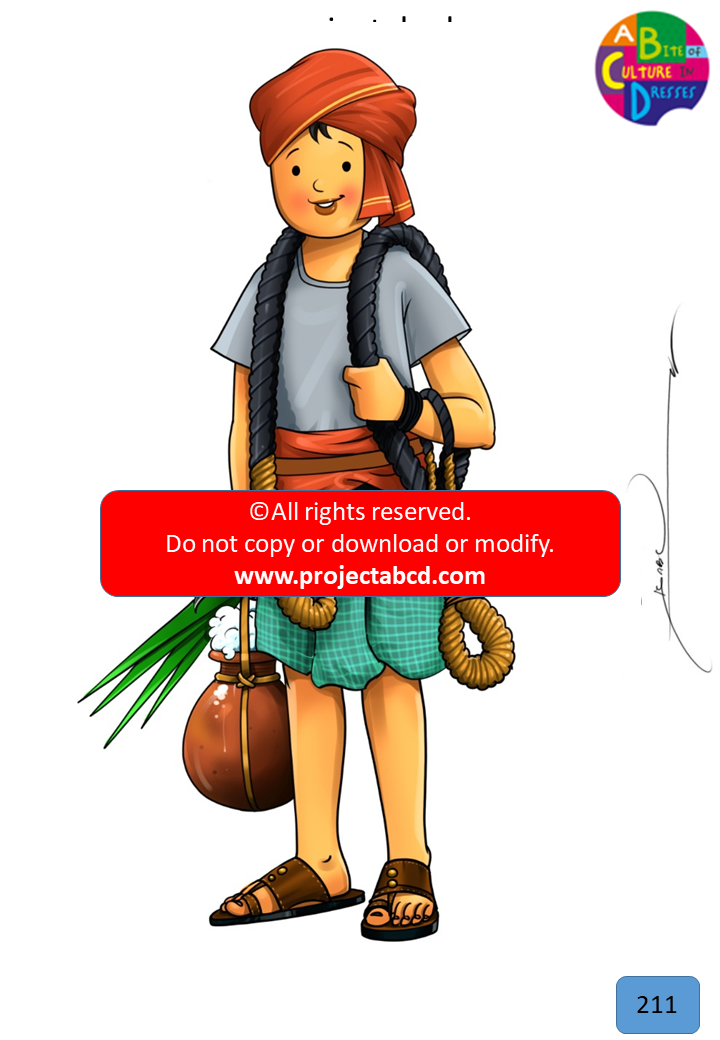 A BITE OF
CULTURE IN
DRESSES
©All rights reserved.
Do not copy or download or modify.
www.projectabcd.com
211